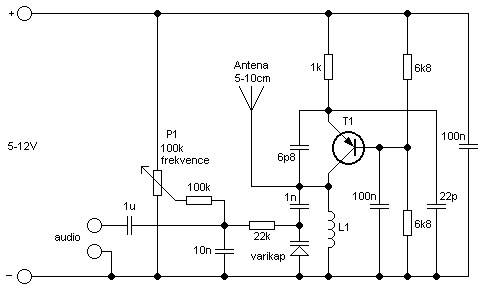 +
Antena
5-10cm
1k
6k8
P1
100k
frekvence
T1
5-12V
6p8
100n
100k
1n
100n
22p
1u
L1
6k8
audio
22k
10n
varikap
−